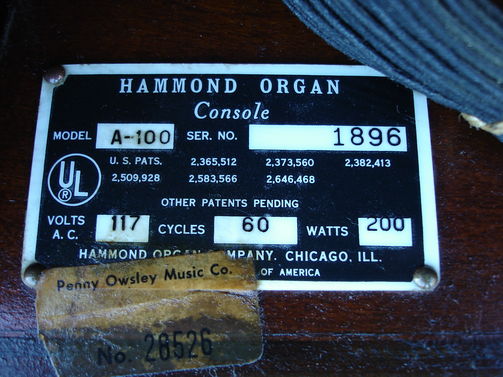 HAMMOND ORGAN
Console
MODEL A-100 SER. NO. 1896
U.S. PATS. 2,365,512 2,373,560 2,382,413
2,509,928 2,583,566 2,646,468
UL
®
OTHER PATENTS PENDING
VOLTS A.C. 117 CYCLES 60 WATTS 200
HAMMOND ORGAN COMPANY. CHICAGO, ILL.
OF AMERICA
Penny Owsley Music Co.
No. 26526